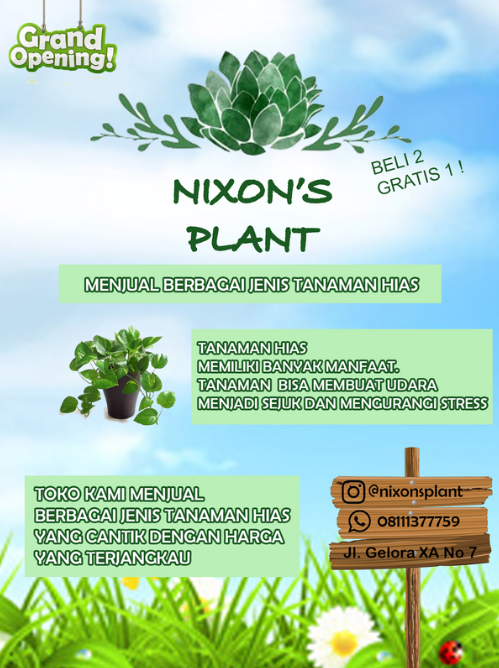 Grand
Opening!
BELI 2
GRATIS 1 !
NIXON'S
PLANT
MENJUAL BERBAGAI JENIS TANAMAN HIAS
TANAMAN HIAS
MEMILIKI BANYAK MANFAAT.
TANAMAN BISA MEMBUAT UDARA
MENJADI SEJUK DAN MENGURANGI STRESS
TOKO KAMI MENJUAL
BERBAGAI JENIS TANAMAN HIAS
YANG CANTIK DENGAN HARGA
YANG TERJANGKAU
@nixonsplant
08111377759
Jl. Gelora XA No 7